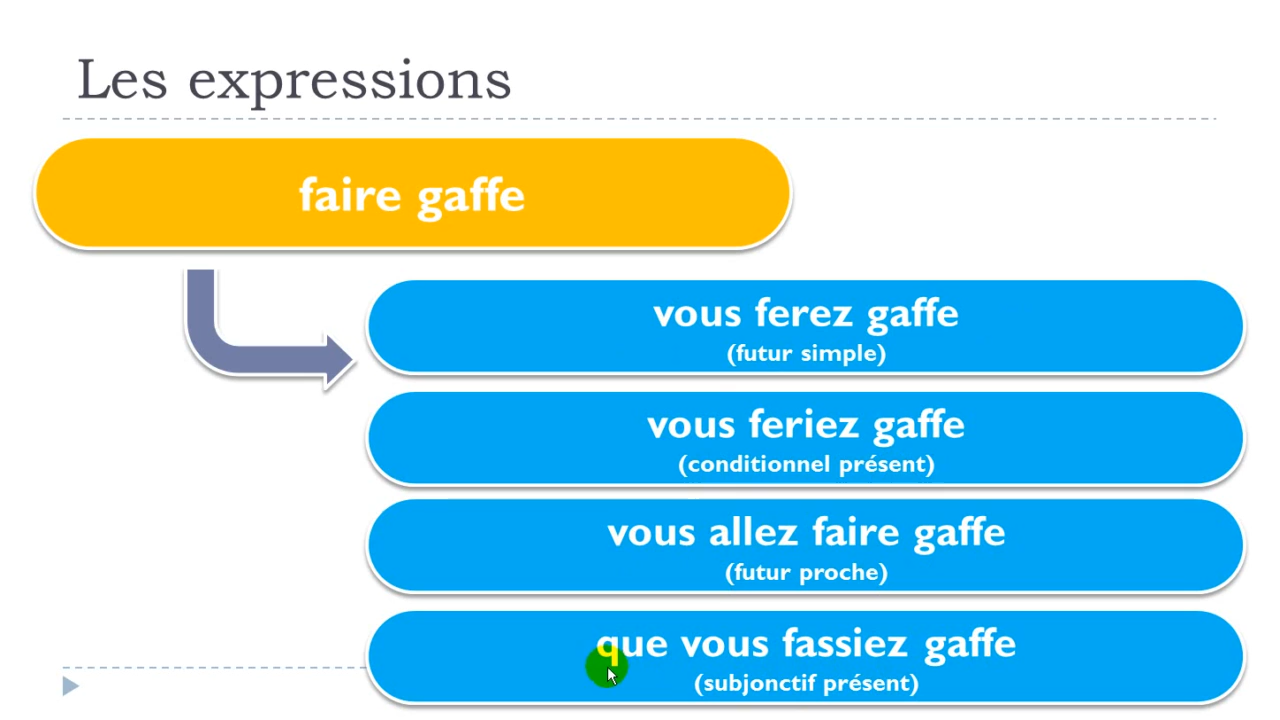 Les expressions
faire gaffe
vous ferez gaffe
(futur simple)
vous feriez gaffe
(conditionnel présent)
vous allez faire gaffe
(futur proche)
que vous fassiez gaffe
(subjonctif présent)